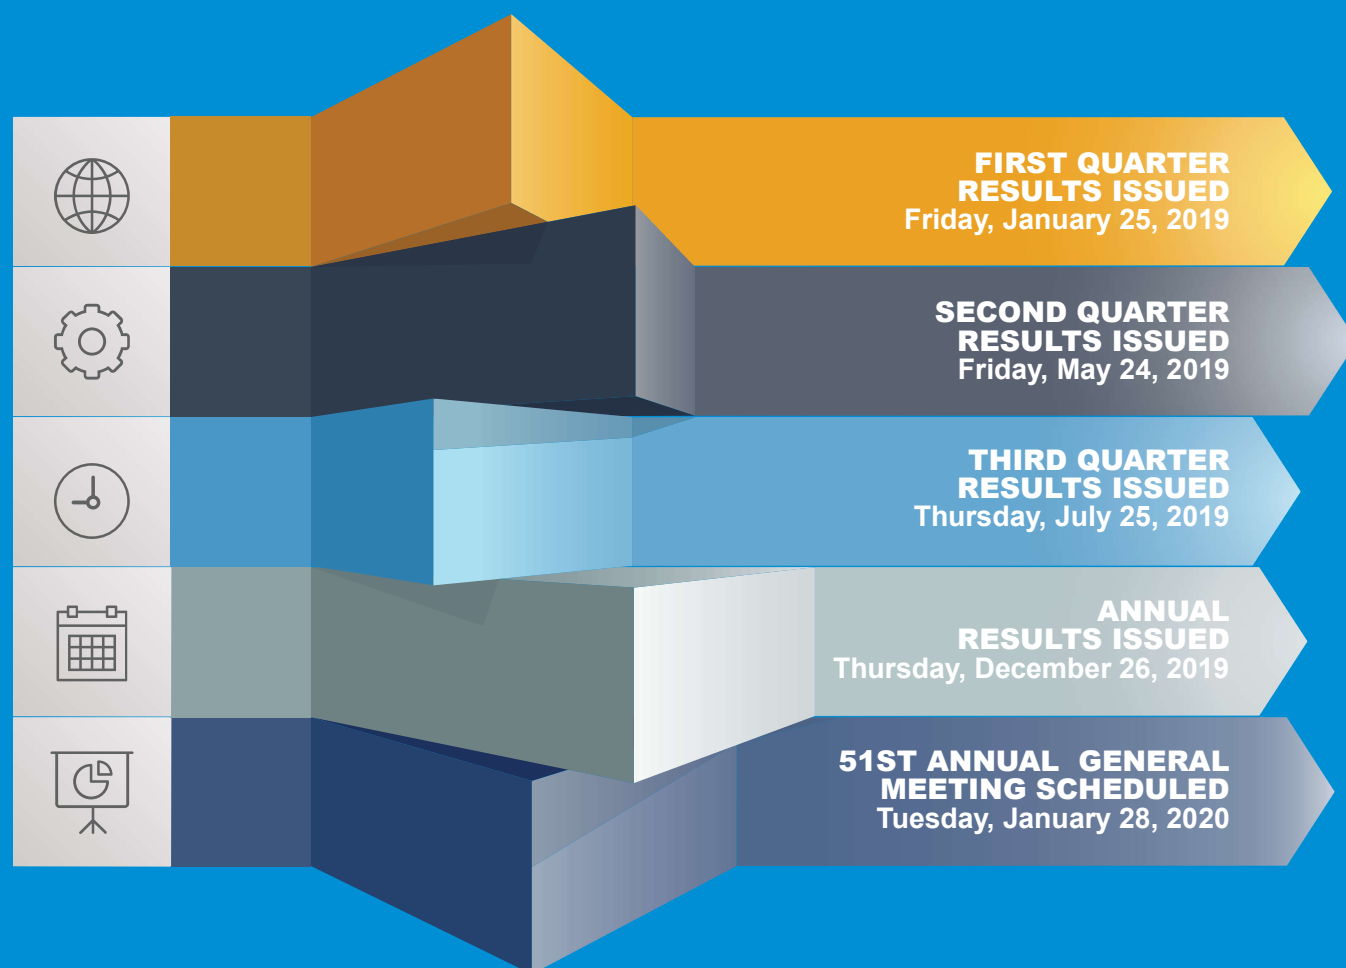 FIRST QUARTER
RESULTS ISSUED
Friday, January 25, 2019
SECOND QUARTER
RESULTS ISSUED
Friday, May 24, 2019
THIRD QUARTER
RESULTS ISSUED
Thursday, July 25, 2019
ANNUAL
RESULTS ISSUED
Thursday, December 26, 2019
51ST ANNUAL GENERAL
MEETING SCHEDULED
Tuesday, January 28, 2020